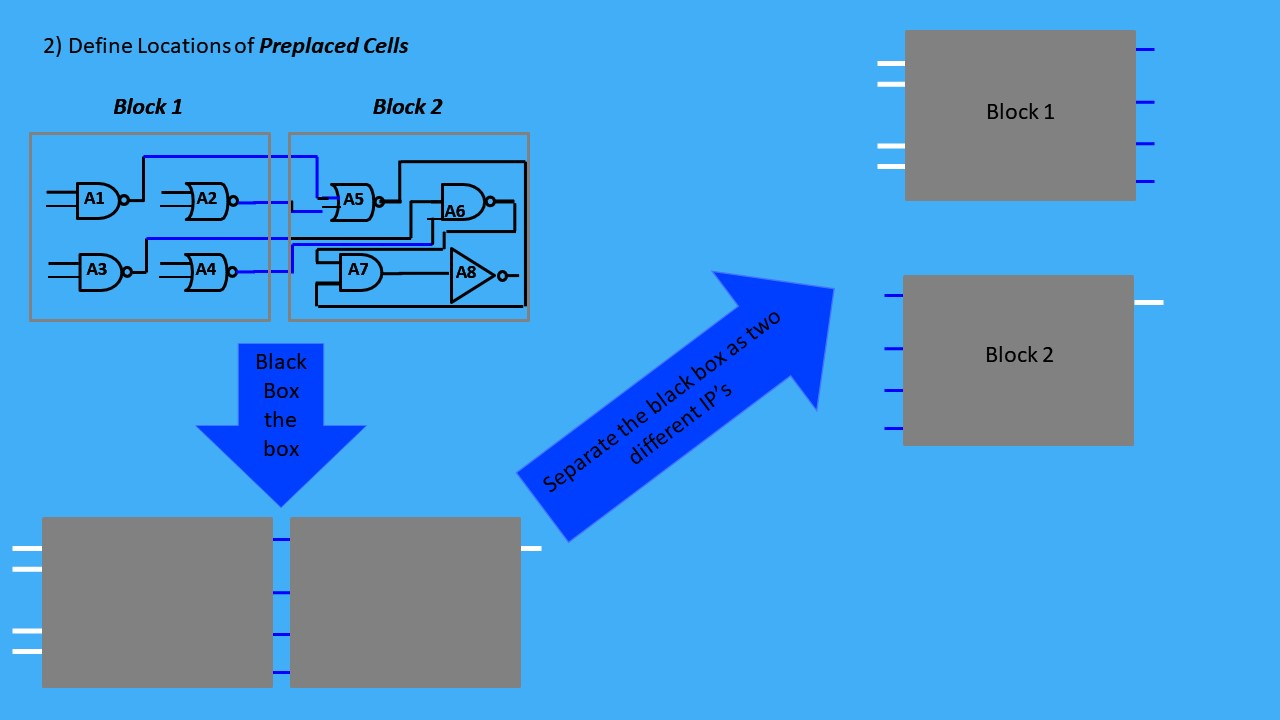 2) Define Locations of Preplaced Cells
Block 1
Block 2
A1
A2
A5
A6
A3
A4
A7
A8
Black
Box
the
box
Separate the black box as two
different IP's
Block 1
Block 2